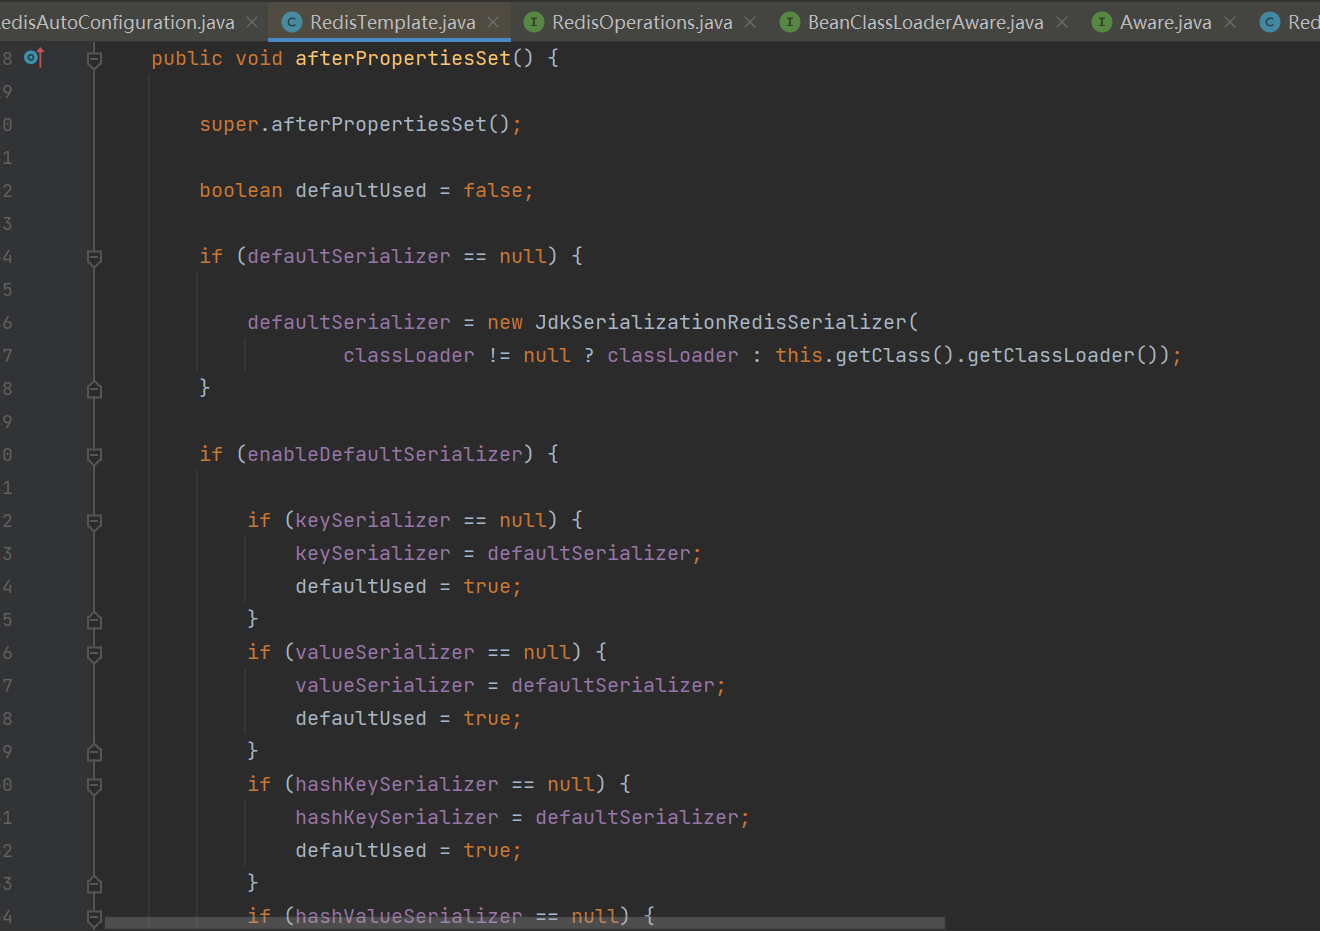 edisAutoConfiguration.java RedisTemplate.java RedisOperations.java BeanClassLoaderAware.java Aware.java Red
8 public void afterPropertiesSet() {
9
0 super.afterPropertiesSet();
1
2 boolean defaultUsed = false;
3
4 if (defaultSerializer == null) {
5
6 defaultSerializer = new JdkSerializationRedisSerializer(
7 classLoader != null ? classLoader : this.getClass().getClassLoader());
8 }
9
0 if (enableDefaultSerializer) {
1
2 if (keySerializer == null) {
3 keySerializer = defaultSerializer;
4 defaultUsed = true;
5 }
6 if (valueSerializer == null) {
7 valueSerializer = defaultSerializer;
8 defaultUsed = true;
9 }
0 if (hashKeySerializer == null) {
1 hashKeySerializer = defaultSerializer;
2 defaultUsed = true;
3 }
4 if (hashValueSerializer == null) {